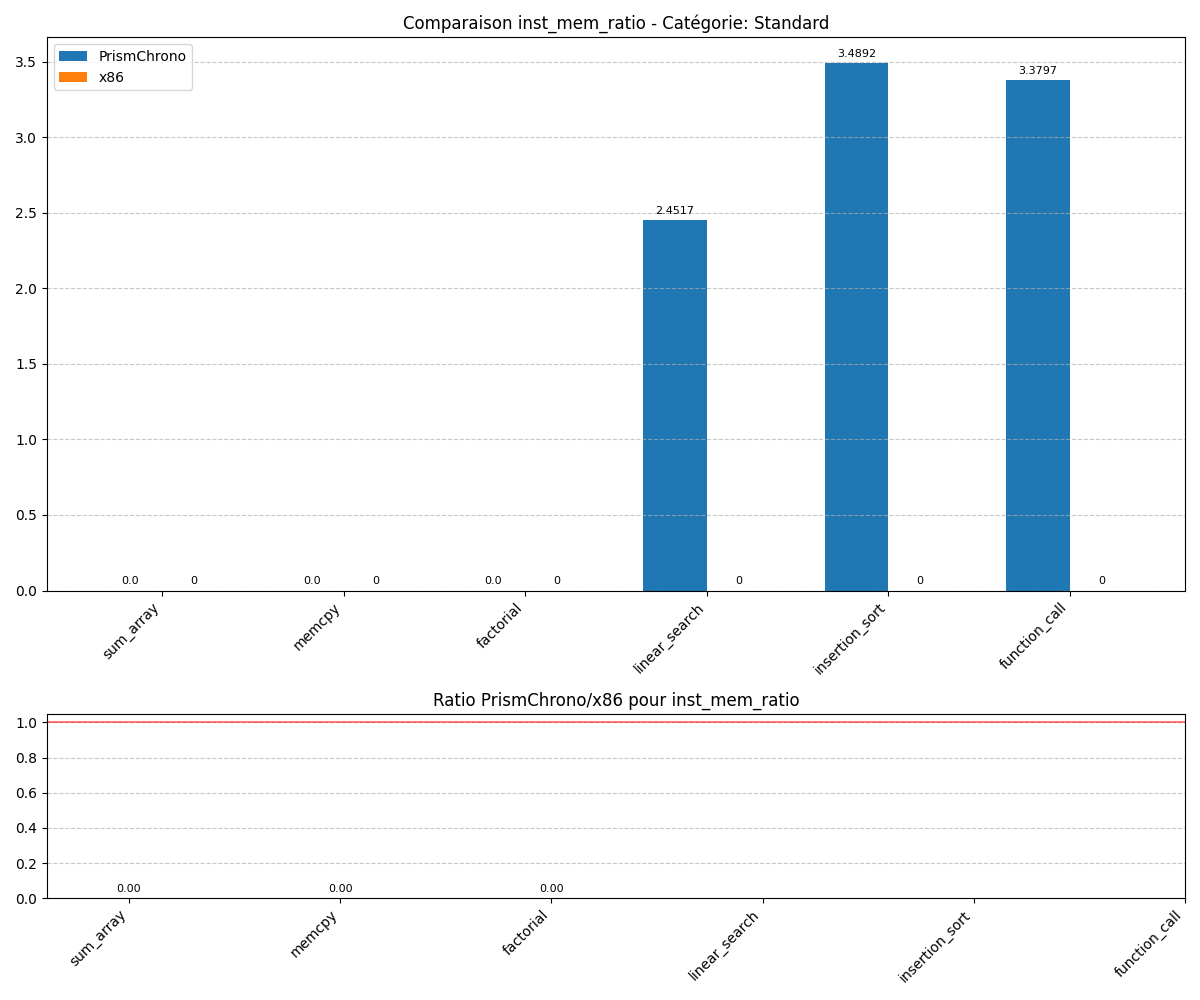 Comparaison inst_mem_ratio - Catégorie: Standard
PrismChrono
x86
3.5
3.0
2.5
2.0
1.5
1.0
0.5
0.0
0.0
0
0.0
0
0.0
0
2.4517
0
3.4892
0
3.3797
0
sum_array
memcpy
factorial
linear_search
insertion_sort
function_call
Ratio PrismChrono/x86 pour inst_mem_ratio
1.0
0.8
0.6
0.4
0.2
0.0
0.00
0.00
0.00
sum_array
memcpy
factorial
linear_search
insertion_sort
function_call